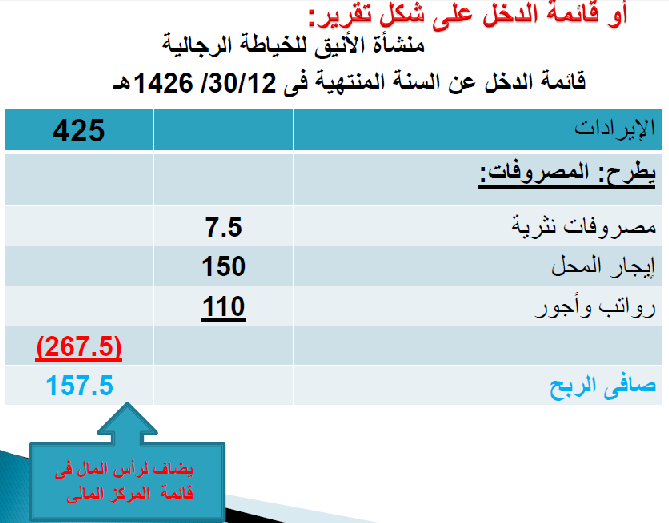 أو قائمة الدخل على شكل تقرير:
منشأة الأنيق للخياطة الرجالية
قائمة الدخل عن السنة المنتهية فى 30/12/ 1426هـ
الإيرادات 425
يطرح: المصروفات:
مصروفات نثرية 7.5
إيجار المحل 150
رواتب وأجور 110
(267.5)
صافى الربح 157.5
يضاف لرأس المال فى
قائمة المركز المالى